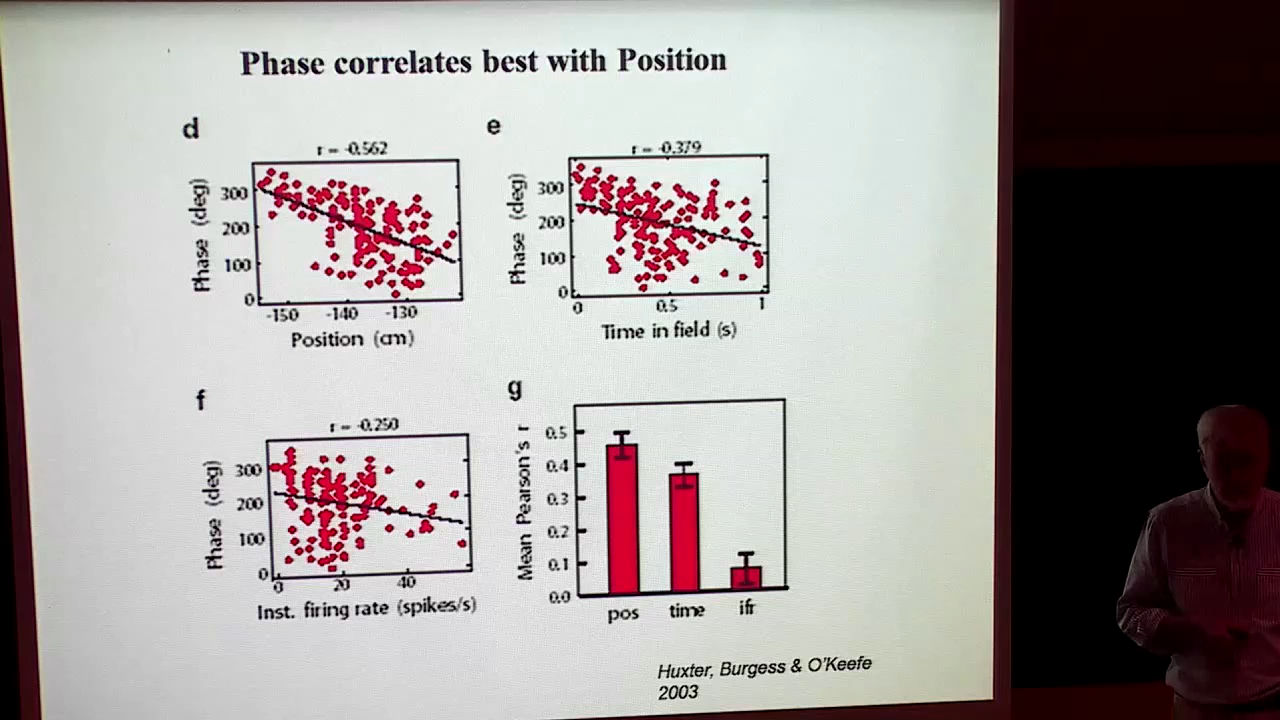 Phase correlates best with Position
d
r = -0.562
Phase (deg)
300
200
100
0
-150 -140 -130
Position (cm)
e
r = -0.379
Phase (deg)
300
200
100
0
0 0.5 1
Time in field (s)
f
r = -0.250
Phase (deg)
300
200
100
0
0 20 40
Inst. firing rate (spikes/s)
g
Mean Pearson's r
0.5
0.4
0.3
0.2
0.1
0.0
pos time ifr
Huxter, Burgess & O'Keefe
2003